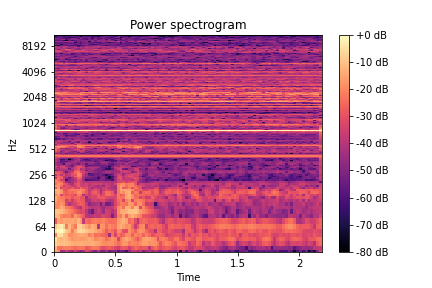 Power spectrogram
8192
4096
2048
1024
512
256
128
64
0
Hz
0 0.5 1 1.5 2
Time
+0 dB
-10 dB
-20 dB
-30 dB
-40 dB
-50 dB
-60 dB
-70 dB
-80 dB